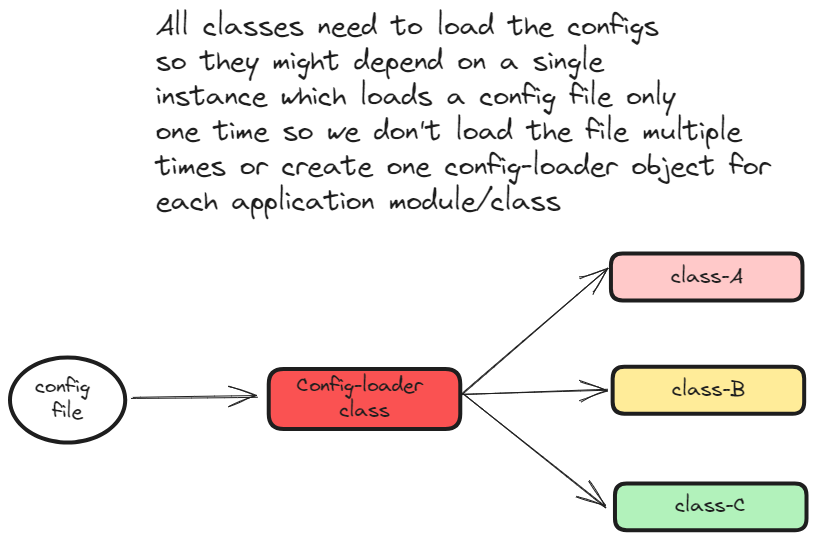 All classes need to load the configs
so they might depend on a single
instance which loads a config file only
one time so we don't load the file multiple
times or create one config-loader object for
each application module/class
class-A
config
file
Config-loader
class
class-B
class-C